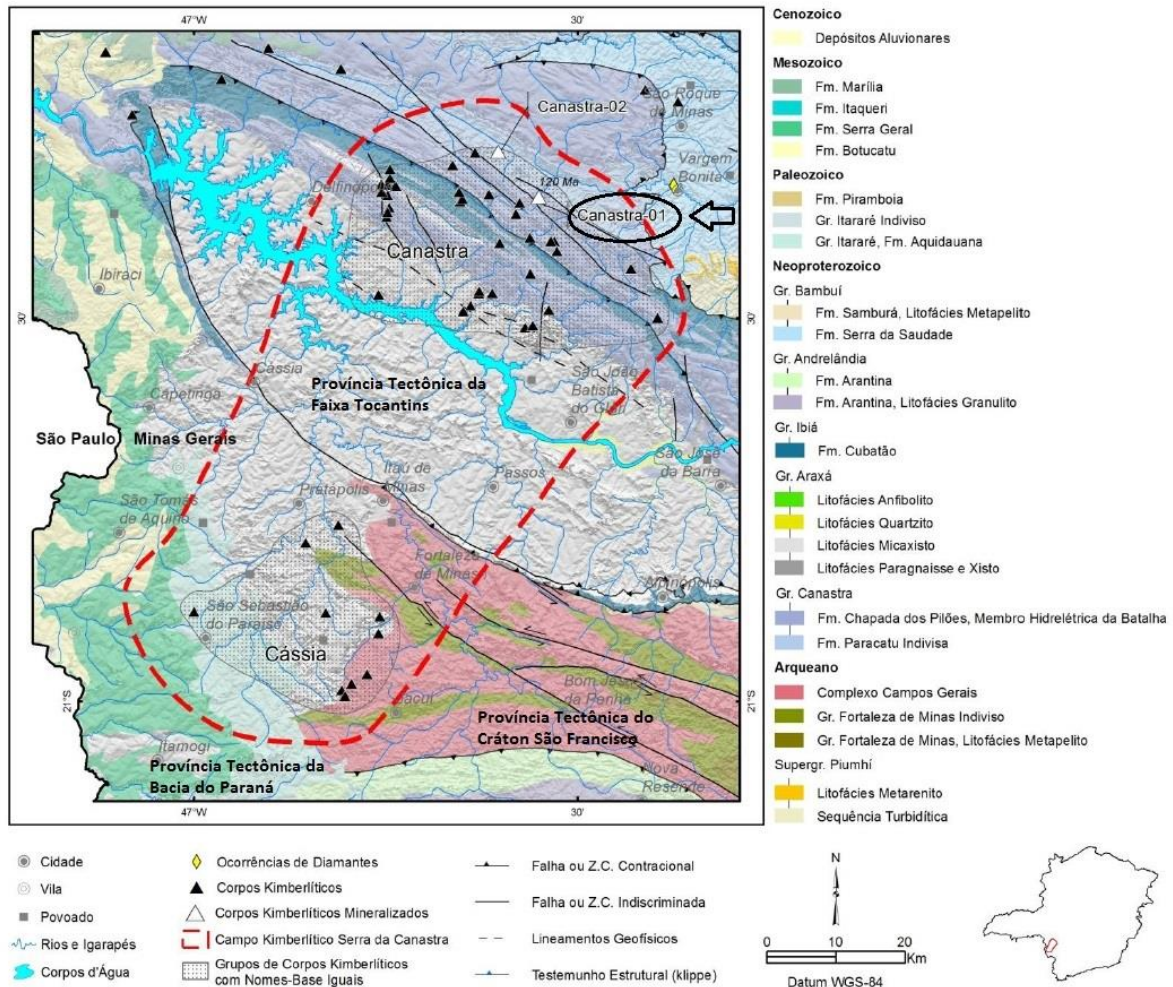 47°W
30'
Canastra-02
São Roque
de Minas
Vargem
Bonita
120 Ma
Delfinópolis
Canastra-01
Canastra
Ibiraci
30'
30'
Cássia
Província Tectônica da
Faixa Tocantins
São João
Batista
do Glória
Capetinga
São Paulo
Minas Gerais
Itaú de
Minas
Passos
São José
da Barra
Pratápolis
São Tomás
de Aquino
Fortaleza
de Minas
Alpinópolis
São Sebastião
do Paraíso
Cássia
Bom Jesus
da Penha
Jacuí
21°S
21°S
Província Tectônica do
Cráton São Francisco
Itamogi
Província Tectônica da
Bacia do Paraná
Nova
Resende
47°W
30'
Cenozoico
Depósitos Aluvionares
Mesozoico
Fm. Marília
Fm. Itaqueri
Fm. Serra Geral
Fm. Botucatu
Paleozoico
Fm. Piramboia
Gr. Itararé Indiviso
Gr. Itararé, Fm. Aquidauana
Neoproterozoico
Gr. Bambuí
Fm. Samburá, Litofácies Metapelito
Fm. Serra da Saudade
Gr. Andrelândia
Fm. Arantina
Fm. Arantina, Litofácies Granulito
Gr. Ibiá
Fm. Cubatão
Gr. Araxá
Litofácies Anfibolito
Litofácies Quartzito
Litofácies Micaxisto
Litofácies Paragnaisse e Xisto
Gr. Canastra
Fm. Chapada dos Pilões, Membro Hidrelétrica da Batalha
Fm. Paracatu Indivisa
Arqueano
Complexo Campos Gerais
Gr. Fortaleza de Minas Indiviso
Gr. Fortaleza de Minas, Litofácies Metapelito
Supergr. Piumhí
Litofácies Metarenito
Sequência Turbidítica
Cidade
Vila
Povoado
Rios e Igarapés
Corpos d'Água
Ocorrências de Diamantes
Corpos Kimberlíticos
Corpos Kimberlíticos Mineralizados
Campo Kimberlítico Serra da Canastra
Grupos de Corpos Kimberlíticos
com Nomes-Base Iguais
Falha ou Z.C. Contracional
Falha ou Z.C. Indiscriminada
Lineamentos Geofísicos
Testemunho Estrutural (klippe)
N
0 10 20
Km
Datum WGS-84